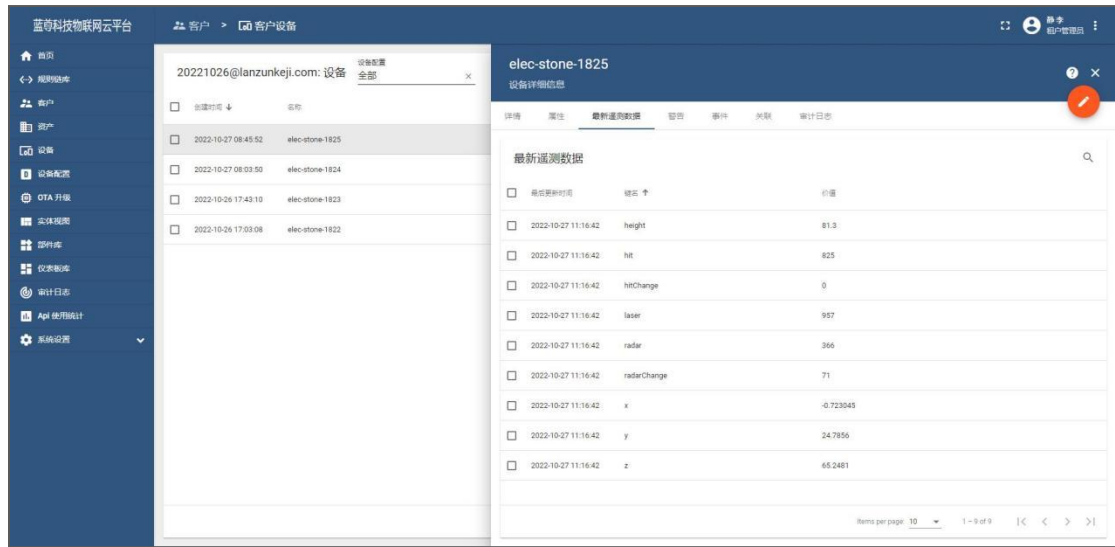 蓝尊科技物联网云平台
客户 > 客户设备
静 李
租户管理员
首页
规则链库
客户
资产
设备
设备配置
OTA 升级
实体视图
部件库
仪表板库
审计日志
Api 使用统计
系统设置
20221026@lanzunkeji.com: 设备
设备配置
全部
创建时间 名称
2022-10-27 08:45:52 elec-stone-1825
2022-10-27 08:03:50 elec-stone-1824
2022-10-26 17:43:10 elec-stone-1823
2022-10-26 17:03:08 elec-stone-1822
elec-stone-1825
设备详细信息
详情 属性 最新遥测数据 警告 事件 关联 审计日志
最新遥测数据
最后更新时间 键名 价值
2022-10-27 11:16:42 height 81.3
2022-10-27 11:16:42 hit 825
2022-10-27 11:16:42 hitChange 0
2022-10-27 11:16:42 laser 957
2022-10-27 11:16:42 radar 366
2022-10-27 11:16:42 radarChange 71
2022-10-27 11:16:42 x -0.723045
2022-10-27 11:16:42 y 24.7856
2022-10-27 11:16:42 z 65.2481
Items per page: 10 1 – 9 of 9